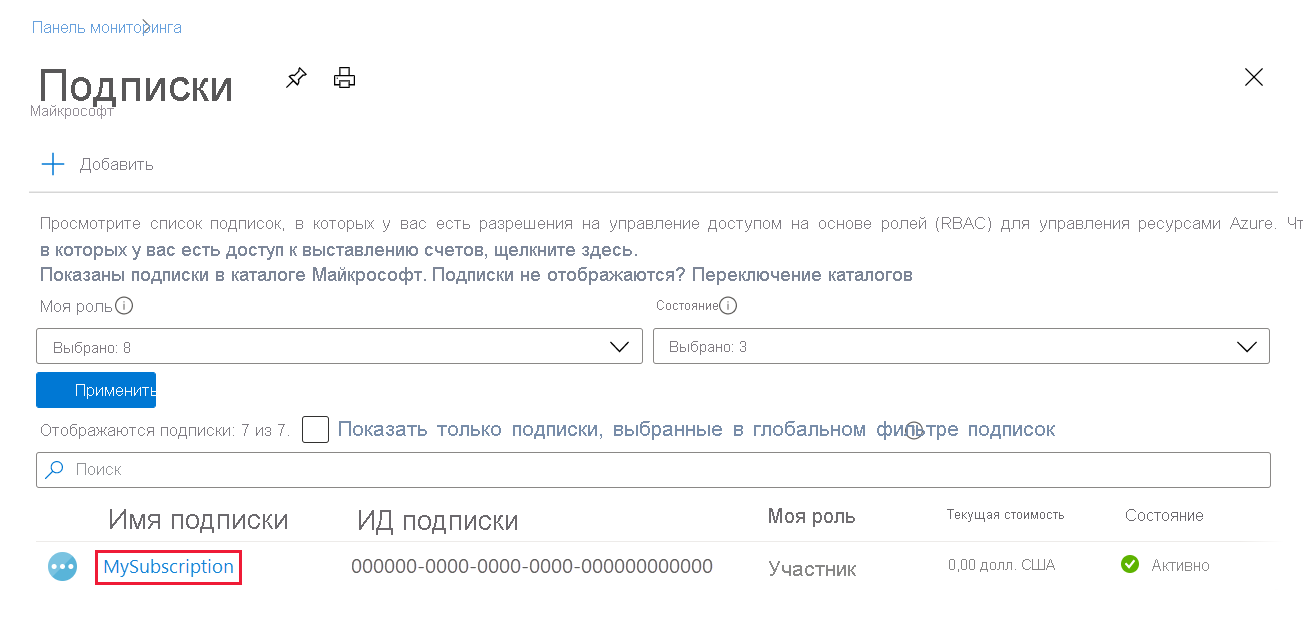 Панель мониторинга
Подписки
Майкрософт
Добавить
Просмотрите список подписок, в которых у вас есть разрешения на управление доступом на основе ролей (RBAC) для управления ресурсами Azure. Чт
в которых у вас есть доступ к выставлению счетов, щелкните здесь.
Показаны подписки в каталоге Майкрософт. Подписки не отображаются? Переключение каталогов
Моя роль Состояние
Выбрано: 8 Выбрано: 3
Применить
Отображаются подписки: 7 из 7. Показать только подписки, выбранные в глобальном фильтре подписок
Поиск
Имя подписки ИД подписки Моя роль Текущая стоимость Состояние
MySubscription 000000-0000-0000-0000-000000000000 Участник 0,00 долл. США Активно